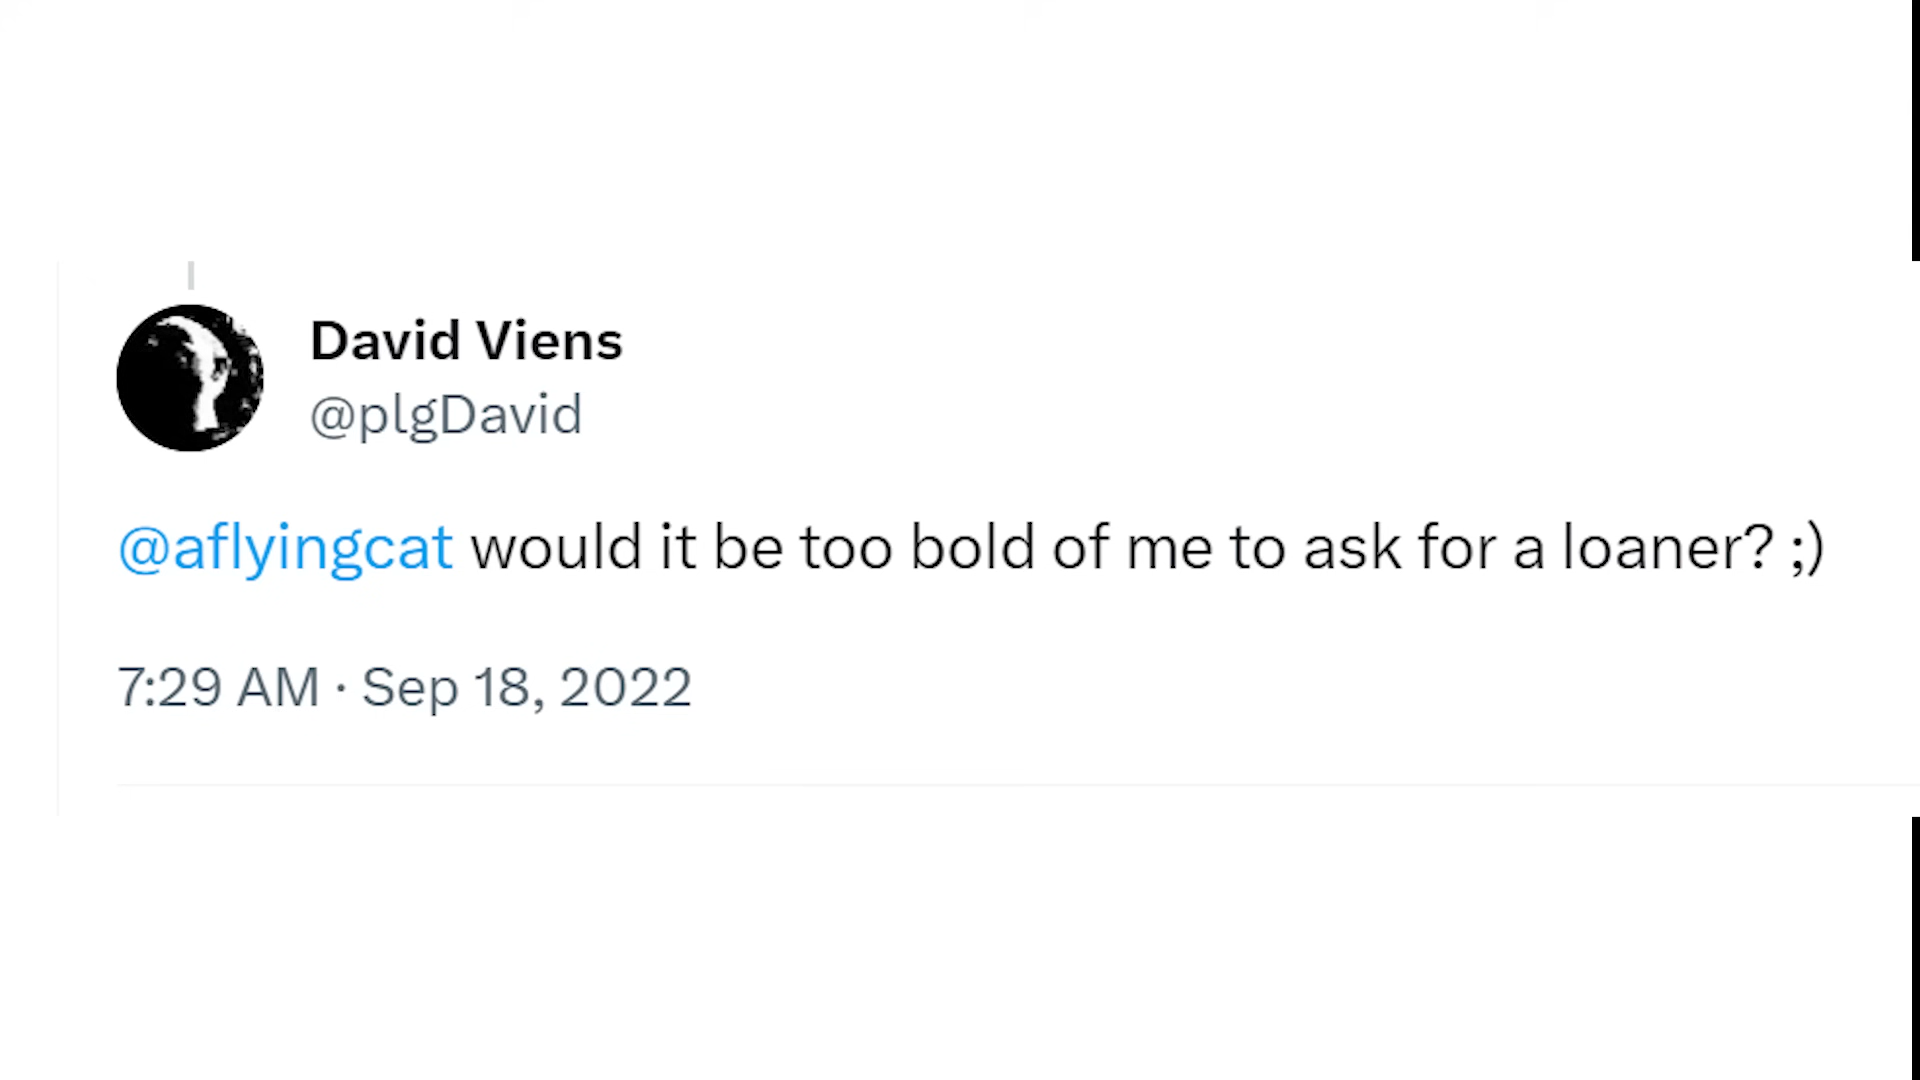 David Viens
@plgDavid
@aflyingcat would it be too bold of me to ask for a loaner? ;)
7:29 AM · Sep 18, 2022